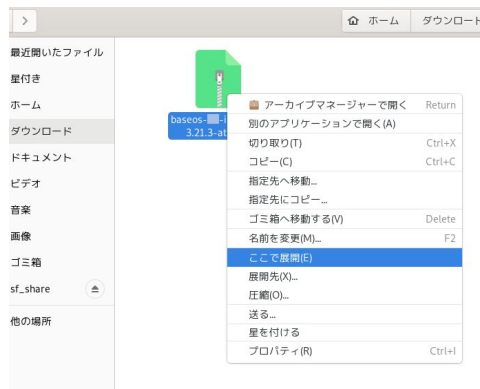 ホーム ダウンロード
最近開いたファイル
星付き
ホーム
ダウンロード
ドキュメント
ビデオ
音楽
画像
ゴミ箱
sf_share
他の場所
baseos-
3.21.3-at
アーカイブマネージャーで開く Return
別のアプリケーションで開く(A)
切り取り(T) Ctrl+X
コピー(C) Ctrl+C
指定先へ移動...
指定先にコピー...
ゴミ箱へ移動する(V) Delete
名前を変更(M)... F2
ここで展開(E)
展開先(X)...
圧縮(O)...
送る...
星を付ける
プロパティ(R) Ctrl+I